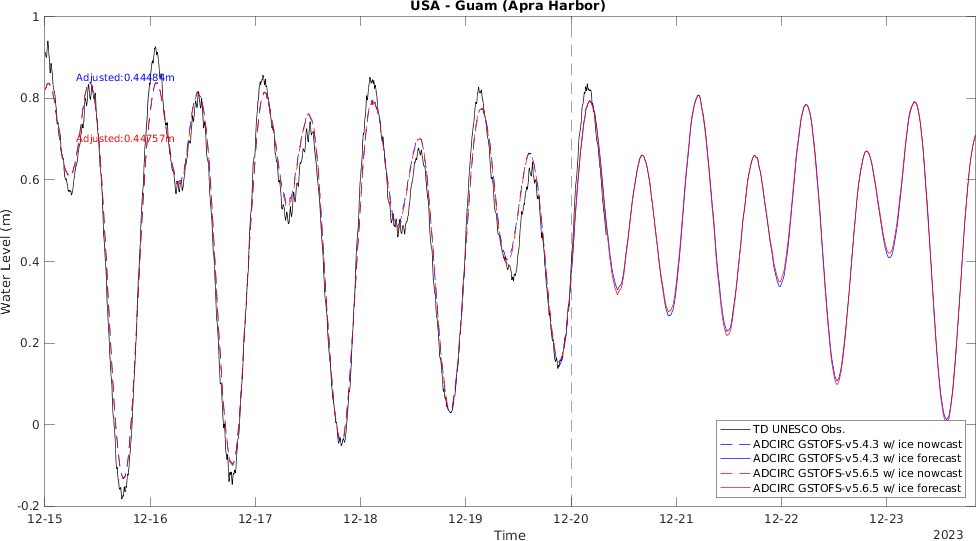 USA - Guam (Apra Harbor)
1
0.8
0.6
0.4
0.2
0
-0.2
Water Level (m)
Adjusted:0.44484m
Adjusted:0.44757m
TD UNESCO Obs.
ADCIRC GSTOFS-v5.4.3 w/ ice nowcast
ADCIRC GSTOFS-v5.4.3 w/ ice forecast
ADCIRC GSTOFS-v5.6.5 w/ ice nowcast
ADCIRC GSTOFS-v5.6.5 w/ ice forecast
12-15 12-16 12-17 12-18 12-19 12-20 12-21 12-22 12-23
Time
2023